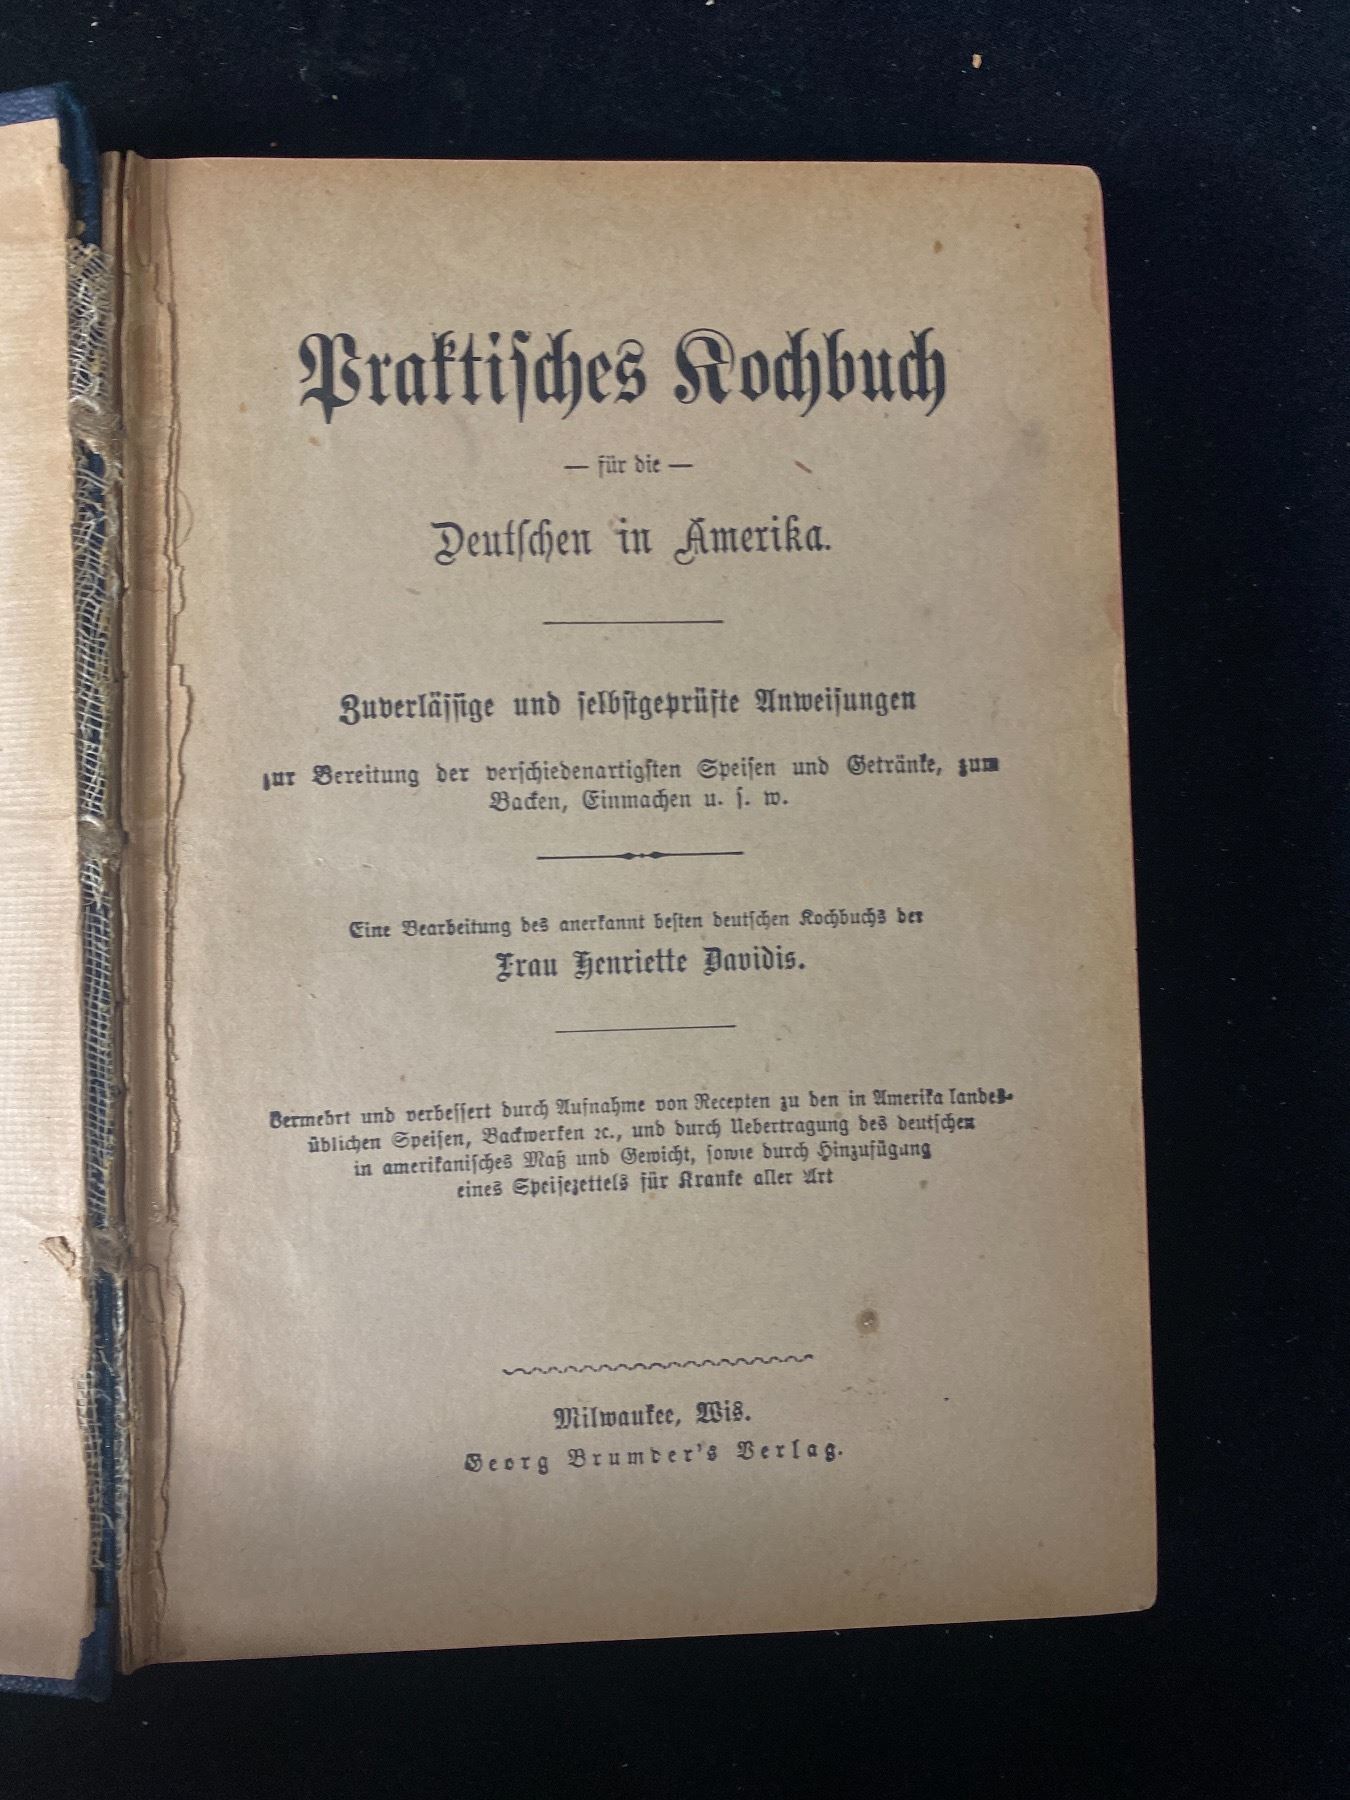 Praktisches Kochbuch
— für die —
Deutschen in Amerika.
Zuverlässige und selbstgeprüfte Anweisungen
zur Bereitung der verschiedenartigsten Speisen und Getränke, zum
Backen, Einmachen u. s. w.
Eine Bearbeitung des anerkannt besten deutschen Kochbuchs der
Frau Henriette Davidis.
Vermehrt und verbessert durch Aufnahme von Recepten zu den in Amerika landes-
üblichen Speisen, Backwerken ꝛc., und durch Uebertragung des deutschen
in amerikanisches Maß und Gewicht, sowie durch Hinzufügung
eines Speisezettels für Kranke aller Art
Milwaukee, Wis.
Georg Brumder's Verlag.